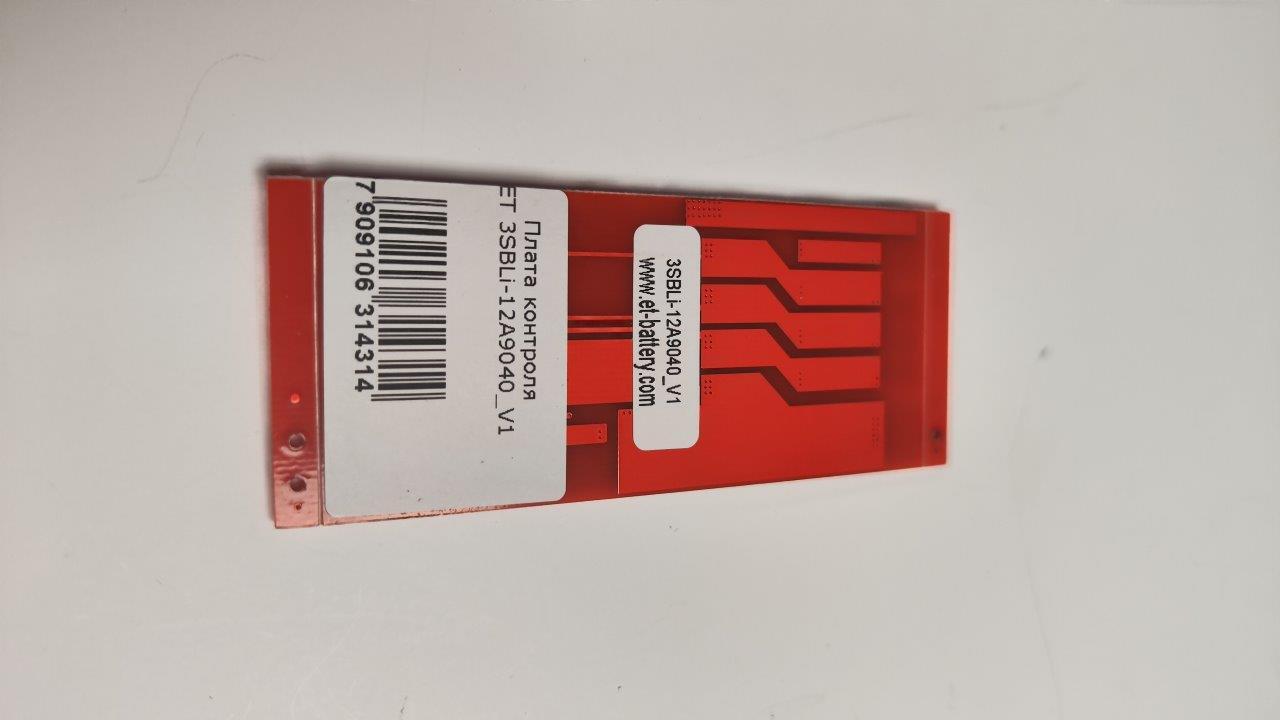 Плата контроля
ET 3SBLi-12A9040_V1
7 909106 314314
3SBLi-12A9040_V1
www.et-battery.com